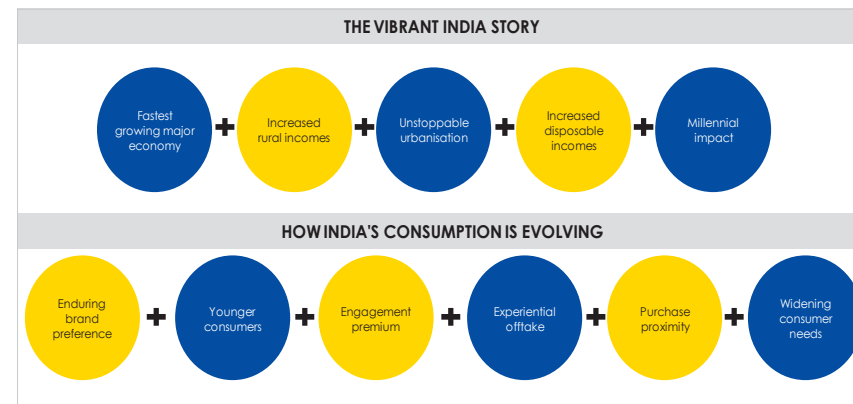 THE VIBRANT INDIA STORY
Fastest
growing major
economy
Increased
rural incomes
Unstoppable
urbanisation
Increased
disposable
incomes
Millennial
impact
HOW INDIA'S CONSUMPTION IS EVOLVING
Enduring
brand
preference
Younger
consumers
Engagement
premium
Experiential
offtake
Purchase
proximity
Widening
consumer
needs